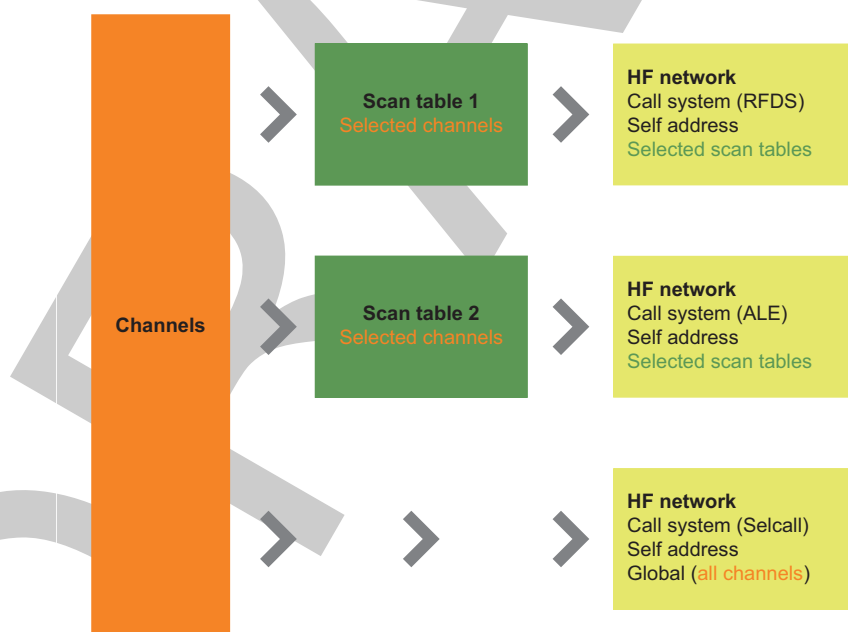 Channels
Scan table 1
Selected channels
HF network
Call system (RFDS)
Self address
Selected scan tables
Scan table 2
Selected channels
HF network
Call system (ALE)
Self address
Selected scan tables
HF network
Call system (Selcall)
Self address
Global (all channels)